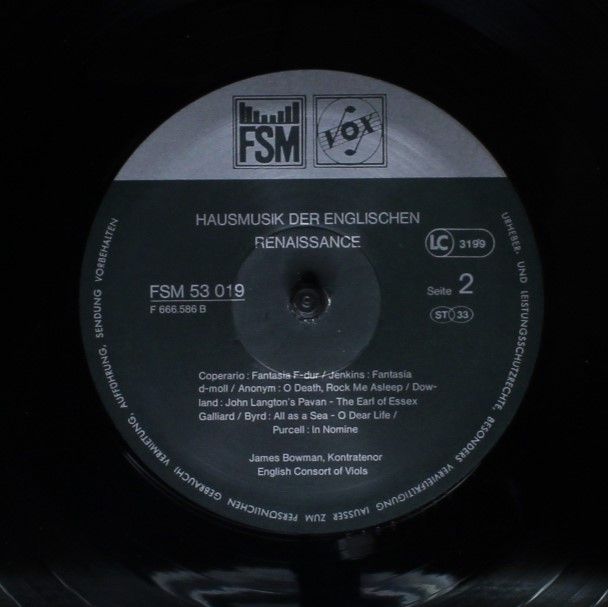 FSM
VOX
HAUSMUSIK DER ENGLISCHEN
RENAISSANCE
LC 3199
FSM 53 019
F 666.586 B
Seite 2
ST 33
Coperario : Fantasia F-dur / Jenkins : Fantasia
d-moll / Anonym : O Death, Rock Me Asleep / Dow-
land : John Langton's Pavan - The Earl of Essex
Galliard / Byrd : All as a Sea - O Dear Life /
Purcell : In Nomine
James Bowman, Kontratenor
English Consort of Viols
URHEBER- UND LEISTUNGSSCHUTZRECHTE, BESONDERS VERVIELFÄLTIGUNG (AUSSER ZUM PERSÖNLICHEN GEBRAUCH) VERMIETUNG, AUFFÜHRUNG, SENDUNG VORBEHALTEN